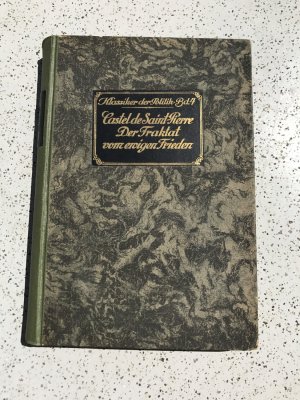 Klassiker der Politik · Bd. 4
Castel de Saint-Pierre
Der Traktat
vom ewigen Frieden